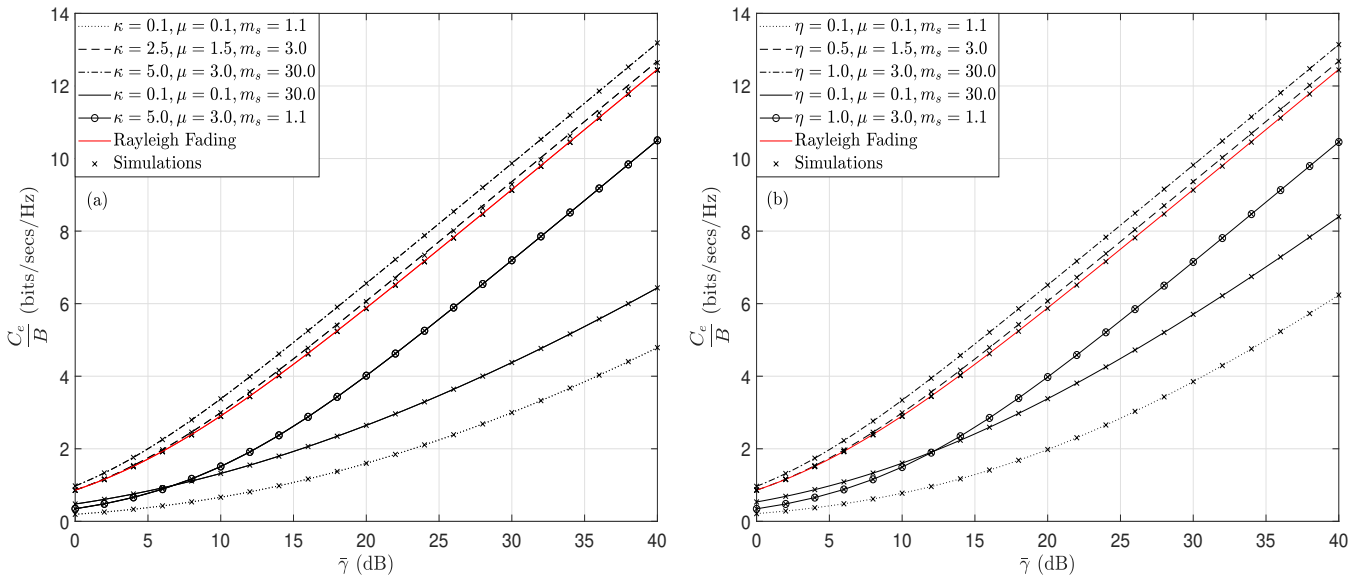 14
12
10
8
6
4
2
0
C_e/B (bits/secs/Hz)
κ = 0.1, μ = 0.1, m_s = 1.1
κ = 2.5, μ = 1.5, m_s = 3.0
κ = 5.0, μ = 3.0, m_s = 30.0
κ = 0.1, μ = 0.1, m_s = 30.0
κ = 5.0, μ = 3.0, m_s = 1.1
Rayleigh Fading
Simulations
(a)
0 5 10 15 20 25 30 35 40
γ̄ (dB)
14
12
10
8
6
4
2
0
C_e/B (bits/secs/Hz)
η = 0.1, μ = 0.1, m_s = 1.1
η = 0.5, μ = 1.5, m_s = 3.0
η = 1.0, μ = 3.0, m_s = 30.0
η = 0.1, μ = 0.1, m_s = 30.0
η = 1.0, μ = 3.0, m_s = 1.1
Rayleigh Fading
Simulations
(b)
0 5 10 15 20 25 30 35 40
γ̄ (dB)